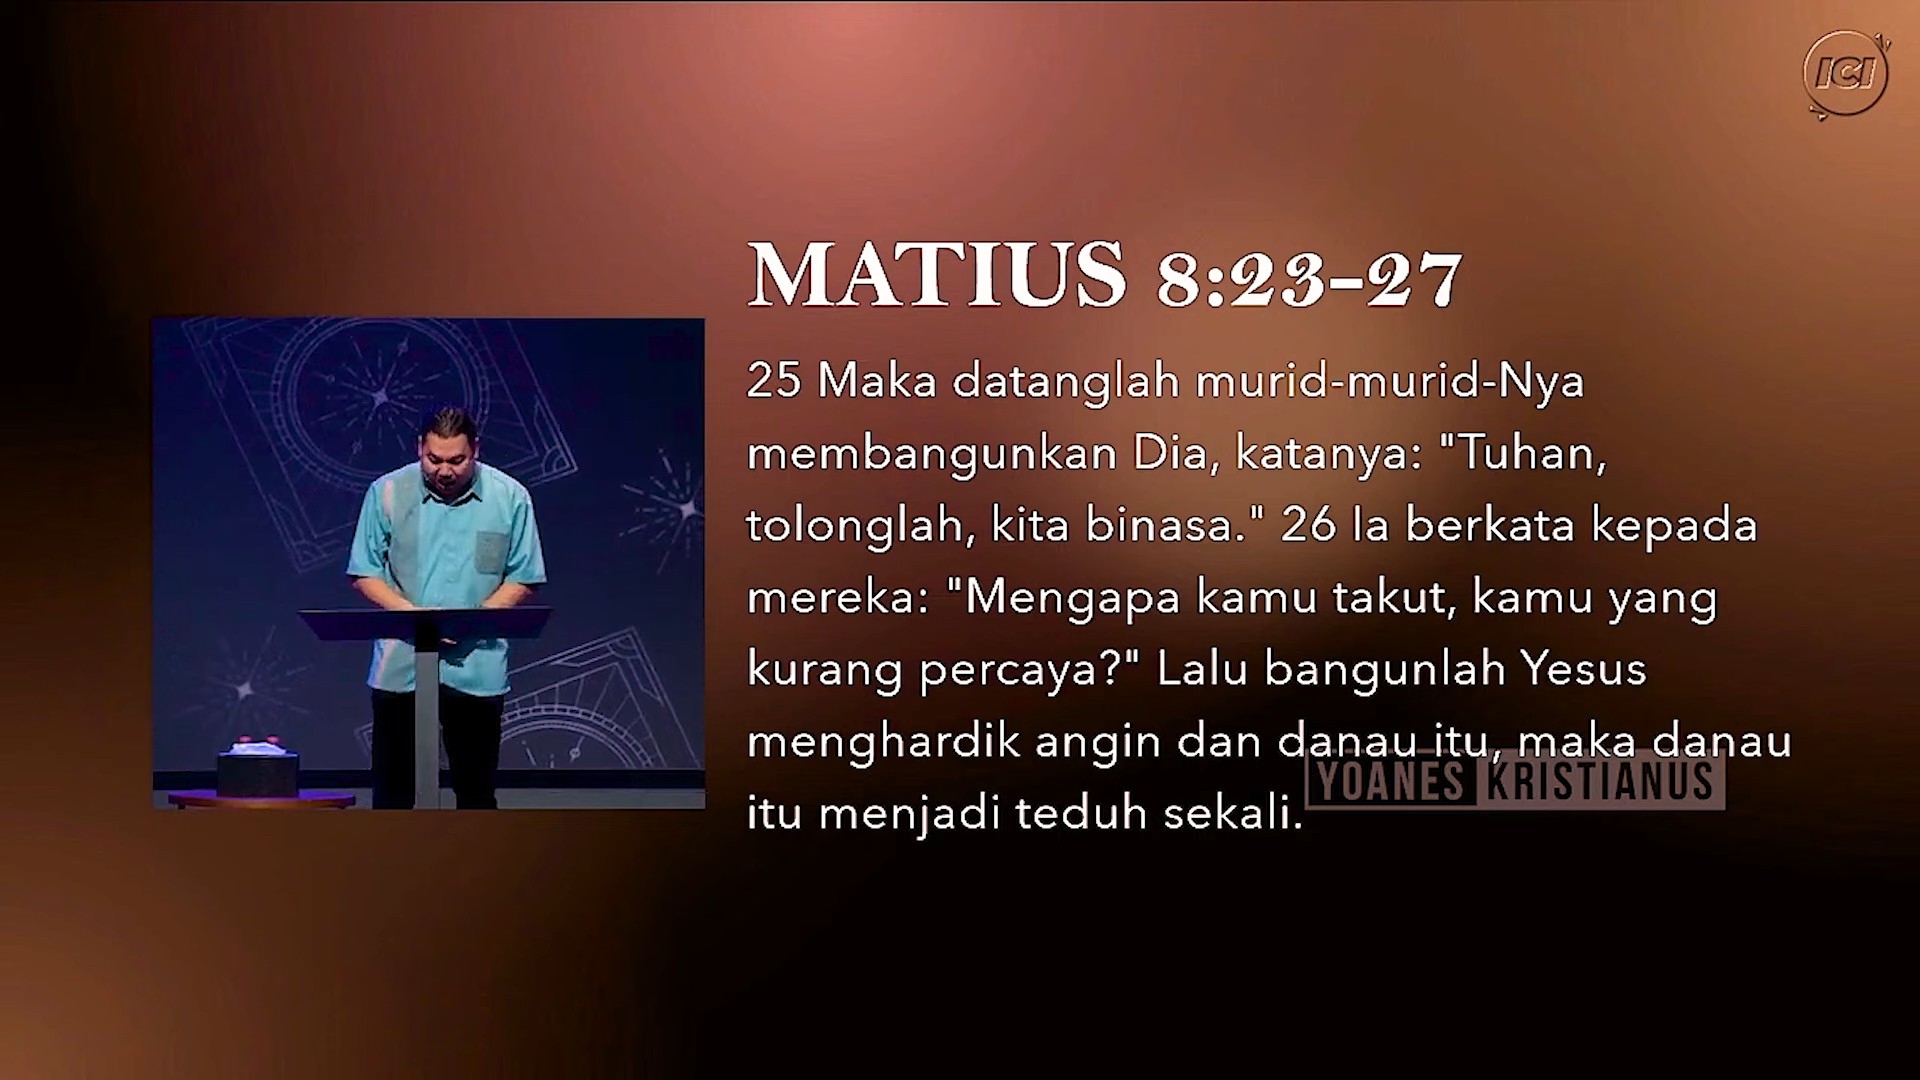 ICI
MATIUS 8:23-27
25 Maka datanglah murid-murid-Nya
membangunkan Dia, katanya: "Tuhan,
tolonglah, kita binasa." 26 Ia berkata kepada
mereka: "Mengapa kamu takut, kamu yang
kurang percaya?" Lalu bangunlah Yesus
menghardik angin dan danau itu, maka danau
itu menjadi teduh sekali.
YOANES KRISTIANUS